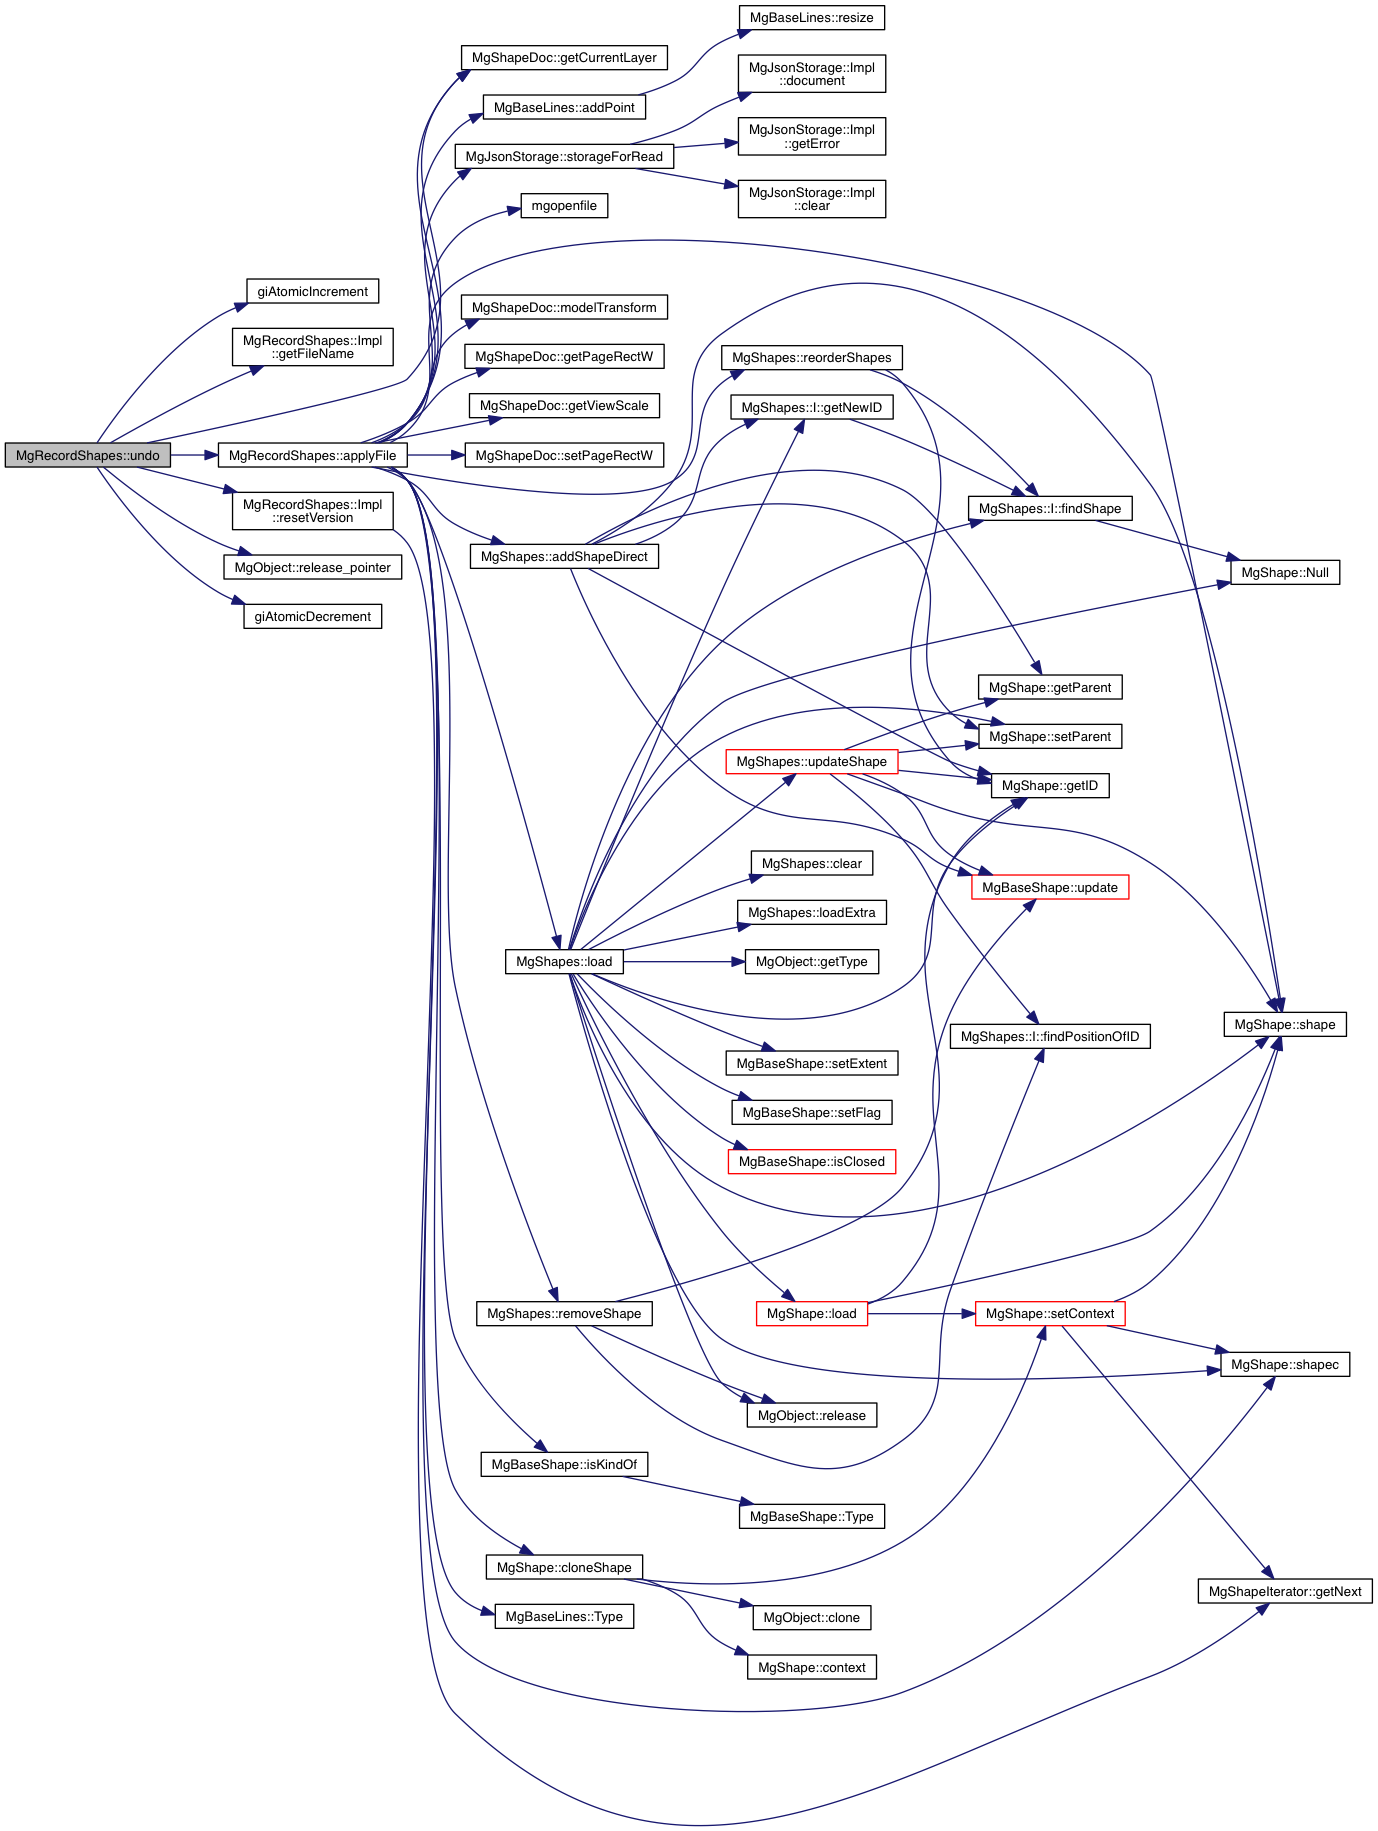 MgBaseLines::resize
MgShapeDoc::getCurrentLayer
MgJsonStorage::Impl
::document
MgBaseLines::addPoint
MgJsonStorage::Impl
::getError
MgJsonStorage::storageForRead
MgJsonStorage::Impl
::clear
mgopenfile
giAtomicIncrement
MgShapeDoc::modelTransform
MgRecordShapes::Impl
::getFileName
MgShapeDoc::getPageRectW
MgShapes::reorderShapes
MgShapeDoc::getViewScale
MgShapes::I::getNewID
MgRecordShapes::undo
MgRecordShapes::applyFile
MgShapeDoc::setPageRectW
MgRecordShapes::Impl
::resetVersion
MgShapes::I::findShape
MgShapes::addShapeDirect
MgObject::release_pointer
MgShape::Null
giAtomicDecrement
MgShape::getParent
MgShape::setParent
MgShapes::updateShape
MgShape::getID
MgShapes::clear
MgBaseShape::update
MgShapes::loadExtra
MgShapes::load
MgObject::getType
MgShape::shape
MgShapes::I::findPositionOfID
MgBaseShape::setExtent
MgBaseShape::setFlag
MgBaseShape::isClosed
MgShapes::removeShape
MgShape::load
MgShape::setContext
MgShape::shapec
MgObject::release
MgBaseShape::isKindOf
MgBaseShape::Type
MgShape::cloneShape
MgShapeIterator::getNext
MgBaseLines::Type
MgObject::clone
MgShape::context